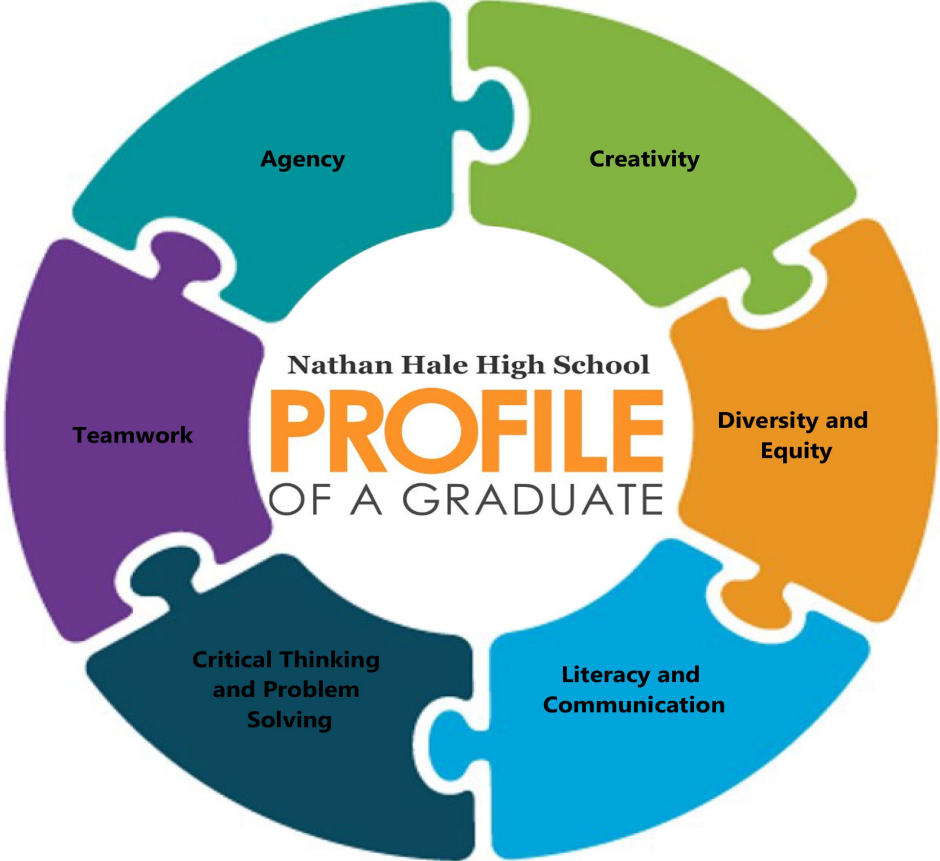 Agency
Creativity
Nathan Hale High School
PROFILE
OF A GRADUATE
Teamwork
Diversity and
Equity
Critical Thinking
and Problem
Solving
Literacy and
Communication